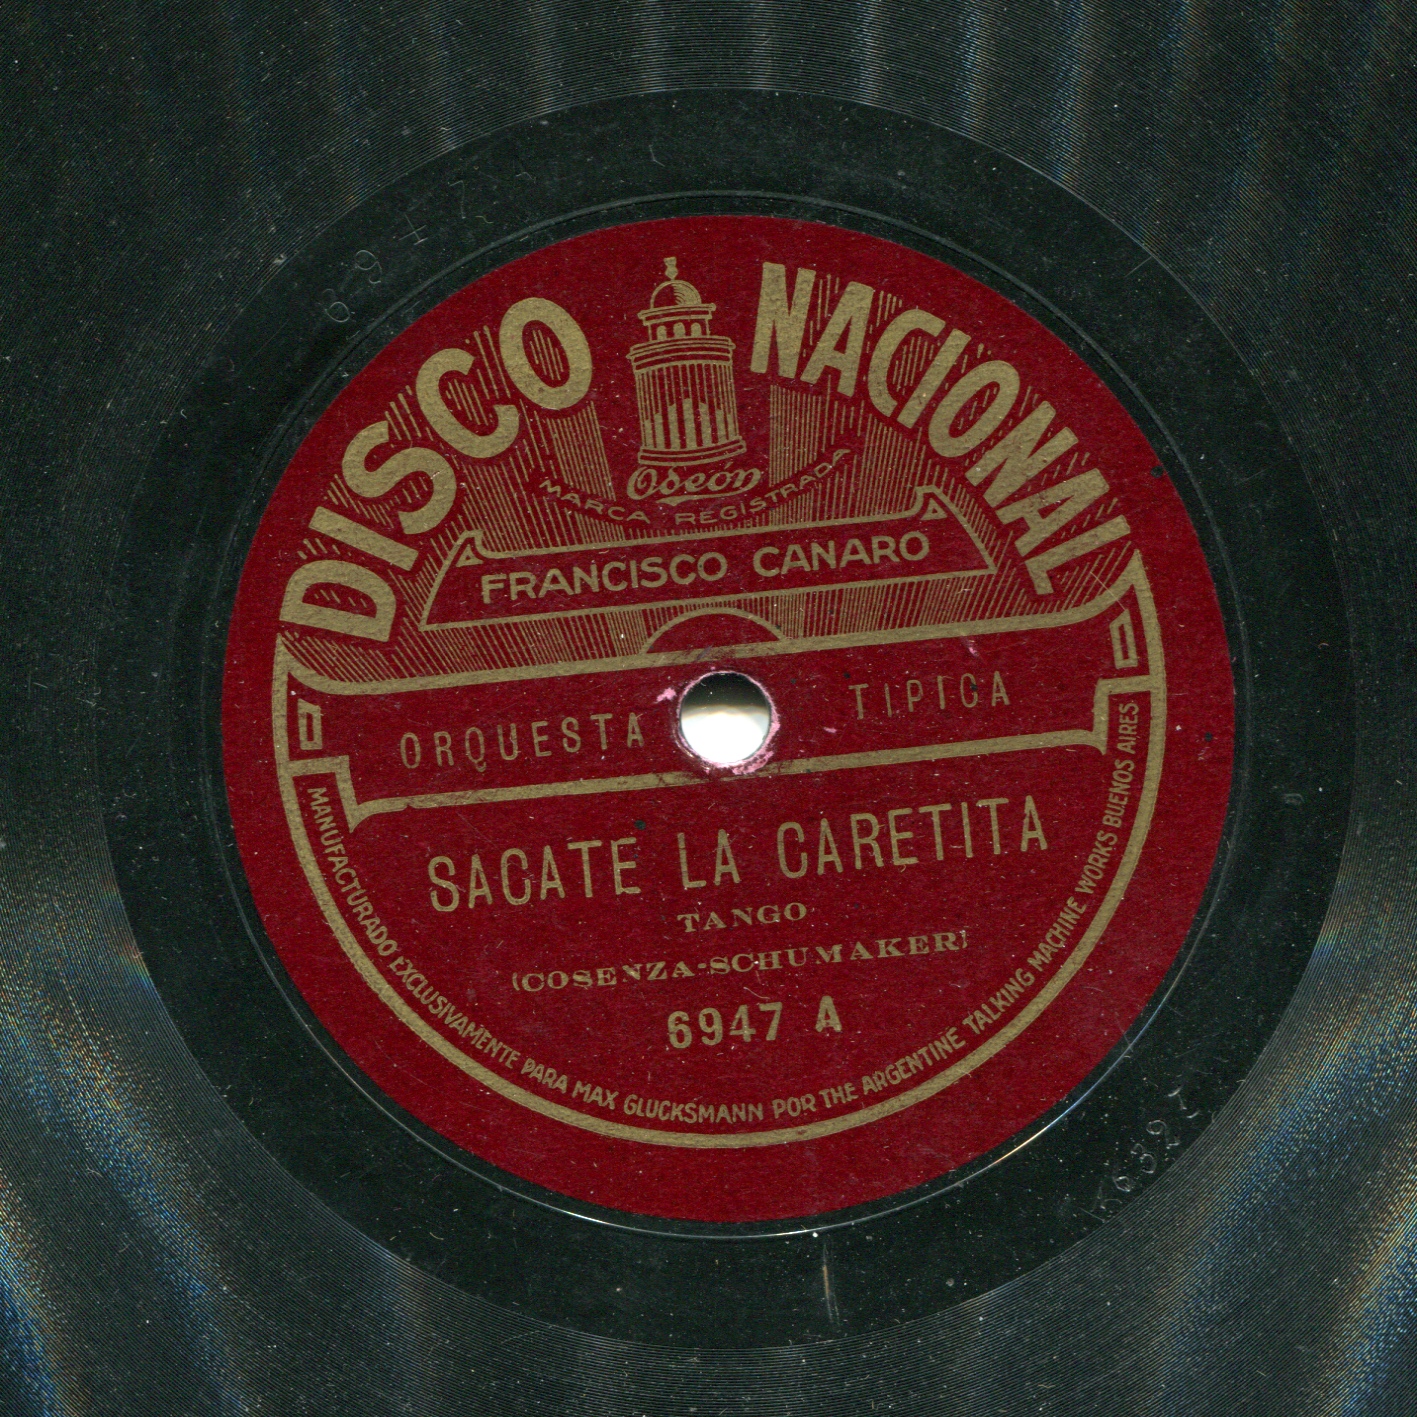 DISCO NACIONAL
Odeón
MARCA REGISTRADA
FRANCISCO CANARO
ORQUESTA TIPICA
SACATE LA CARETITA
TANGO
(COSENZA-SCHUMAKER)
6947 A
MANUFACTURADO EXCLUSIVAMENTE PARA MAX GLUCKSMANN POR THE ARGENTINE TALKING MACHINE WORKS BUENOS AIRES